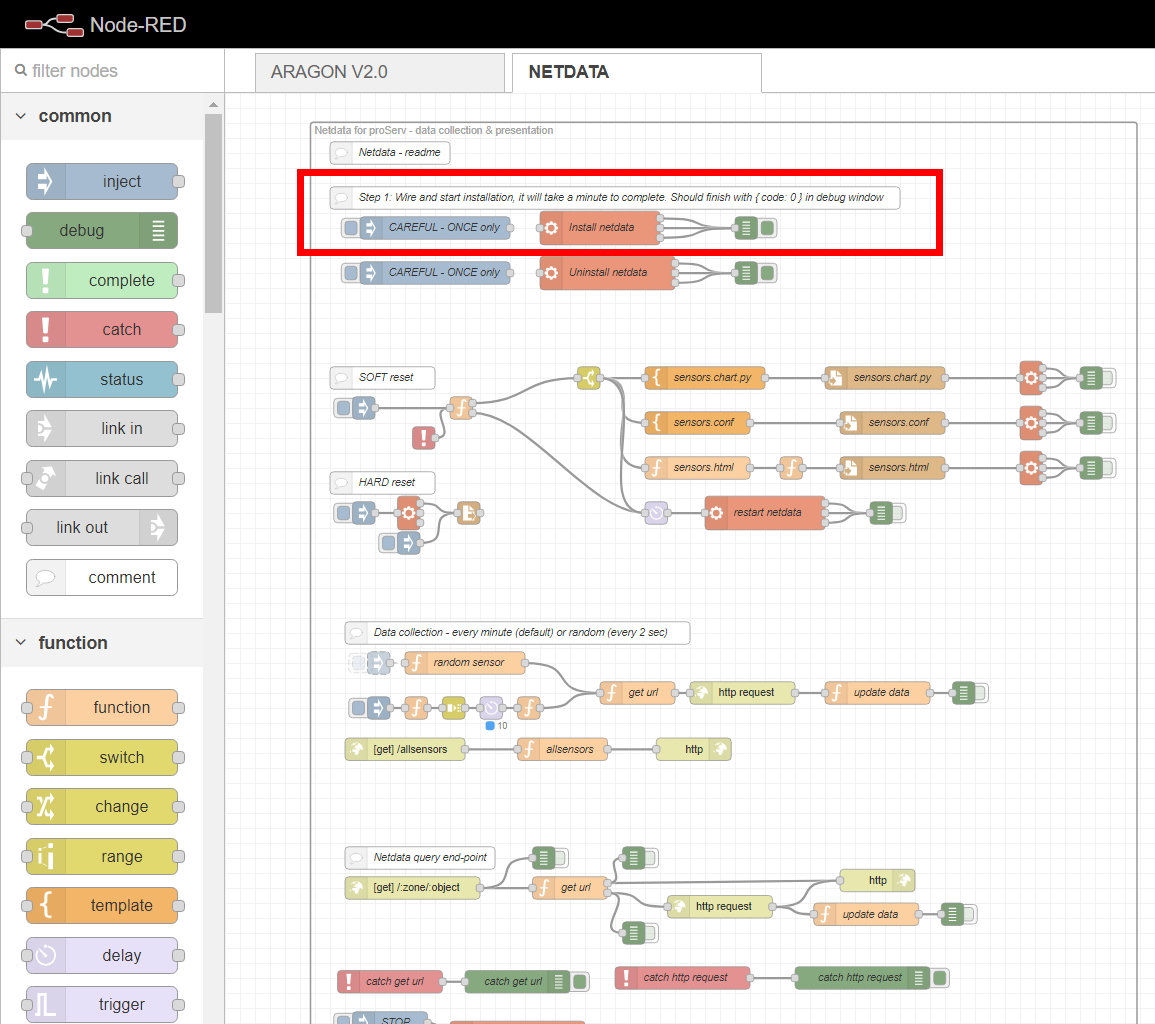 Node-RED
filter nodes
ARAGON V2.0
NETDATA
common
inject
debug
complete
catch
status
link in
link call
link out
comment
function
function
switch
change
range
template
delay
trigger
Netdata for proServ - data collection & presentation
Netdata - readme
Step 1: Wire and start installation, it will take a minute to complete. Should finish with { code: 0 } in debug window
CAREFUL - ONCE only
Install netdata
CAREFUL - ONCE only
Uninstall netdata
SOFT reset
sensors.chart.py
sensors.chart.py
sensors.conf
sensors.conf
sensors.html
sensors.html
HARD reset
restart netdata
Data collection - every minute (default) or random (every 2 sec)
random sensor
get url
http request
update data
10
[get] /allsensors
allsensors
http
Netdata query end-point
[get] /:zone/:object
get url
http
http request
update data
catch get url
catch get url
catch http request
catch http request
STOP